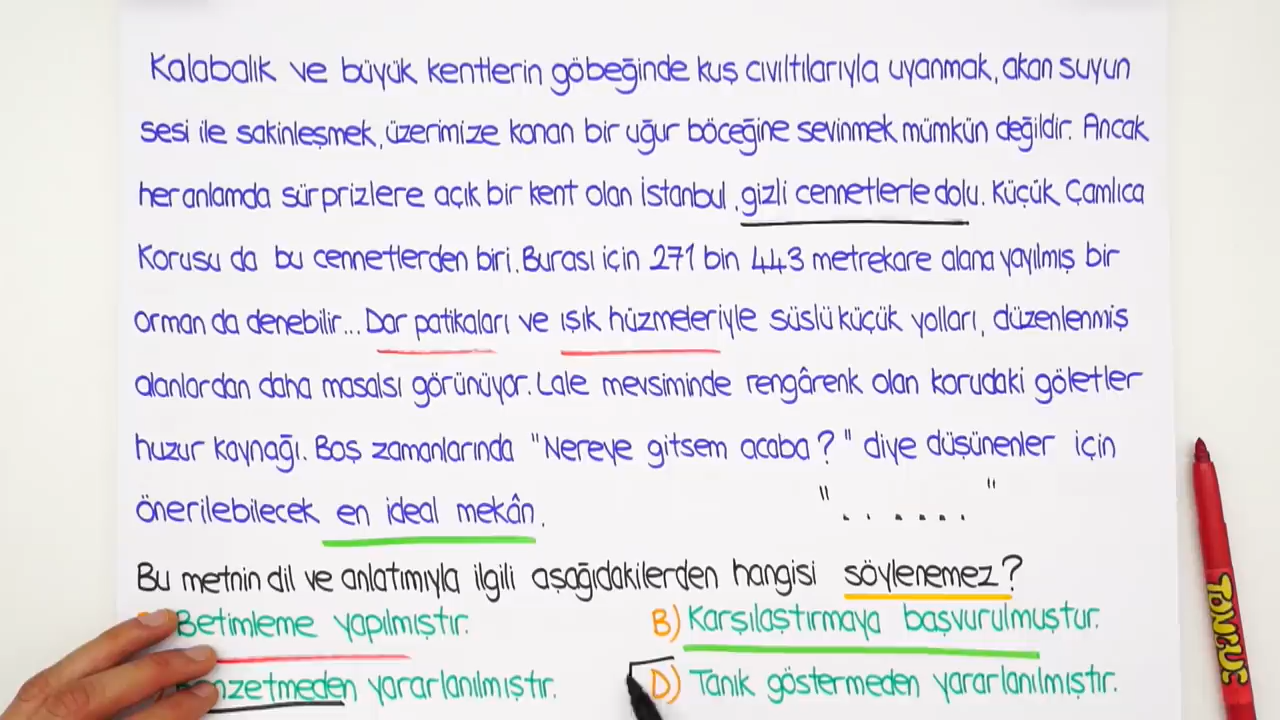 Kalabalık ve büyük kentlerin göbeğinde kuş cıvıltılarıyla uyanmak, akan suyun
sesi ile sakinleşmek, üzerimize konan bir uğur böceğine sevinmek mümkün değildir. Ancak
her anlamda sürprizlere açık bir kent olan İstanbul, gizli cennetlerle dolu. Küçük Çamlıca
Korusu da bu cennetlerden biri. Burası için 271 bin 443 metrekare alana yayılmış bir
orman da denebilir... Dar patikaları ve ışık hüzmeleriyle süslü küçük yolları, düzenlenmiş
alanlardan daha masalsı görünüyor. Lale mevsiminde rengârenk olan korudaki göletler
huzur kaynağı. Boş zamanlarında "Nereye gitsem acaba?" diye düşünenler için
önerilebilecek en ideal mekân. "......"
Bu metnin dil ve anlatımıyla ilgili aşağıdakilerden hangisi söylenemez?
Betimleme yapılmıştır. B) Karşılaştırmaya başvurulmuştur.
nzetmeden yararlanılmıştır. D) Tanık göstermeden yararlanılmıştır.
TONGUÇ